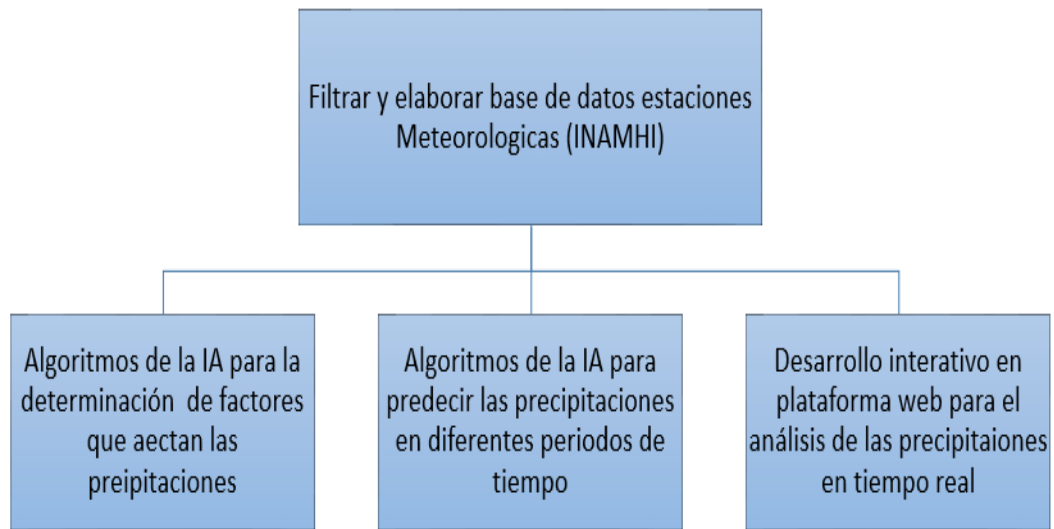 Filtrar y elaborar base de datos estaciones
Meteorologicas (INAMHI)
Algoritmos de la IA para la
determinación de factores
que aectan las
preipitaciones
Algoritmos de la IA para
predecir las precipitaciones
en diferentes periodos de
tiempo
Desarrollo interativo en
plataforma web para el
análisis de las precipitaiones
en tiempo real